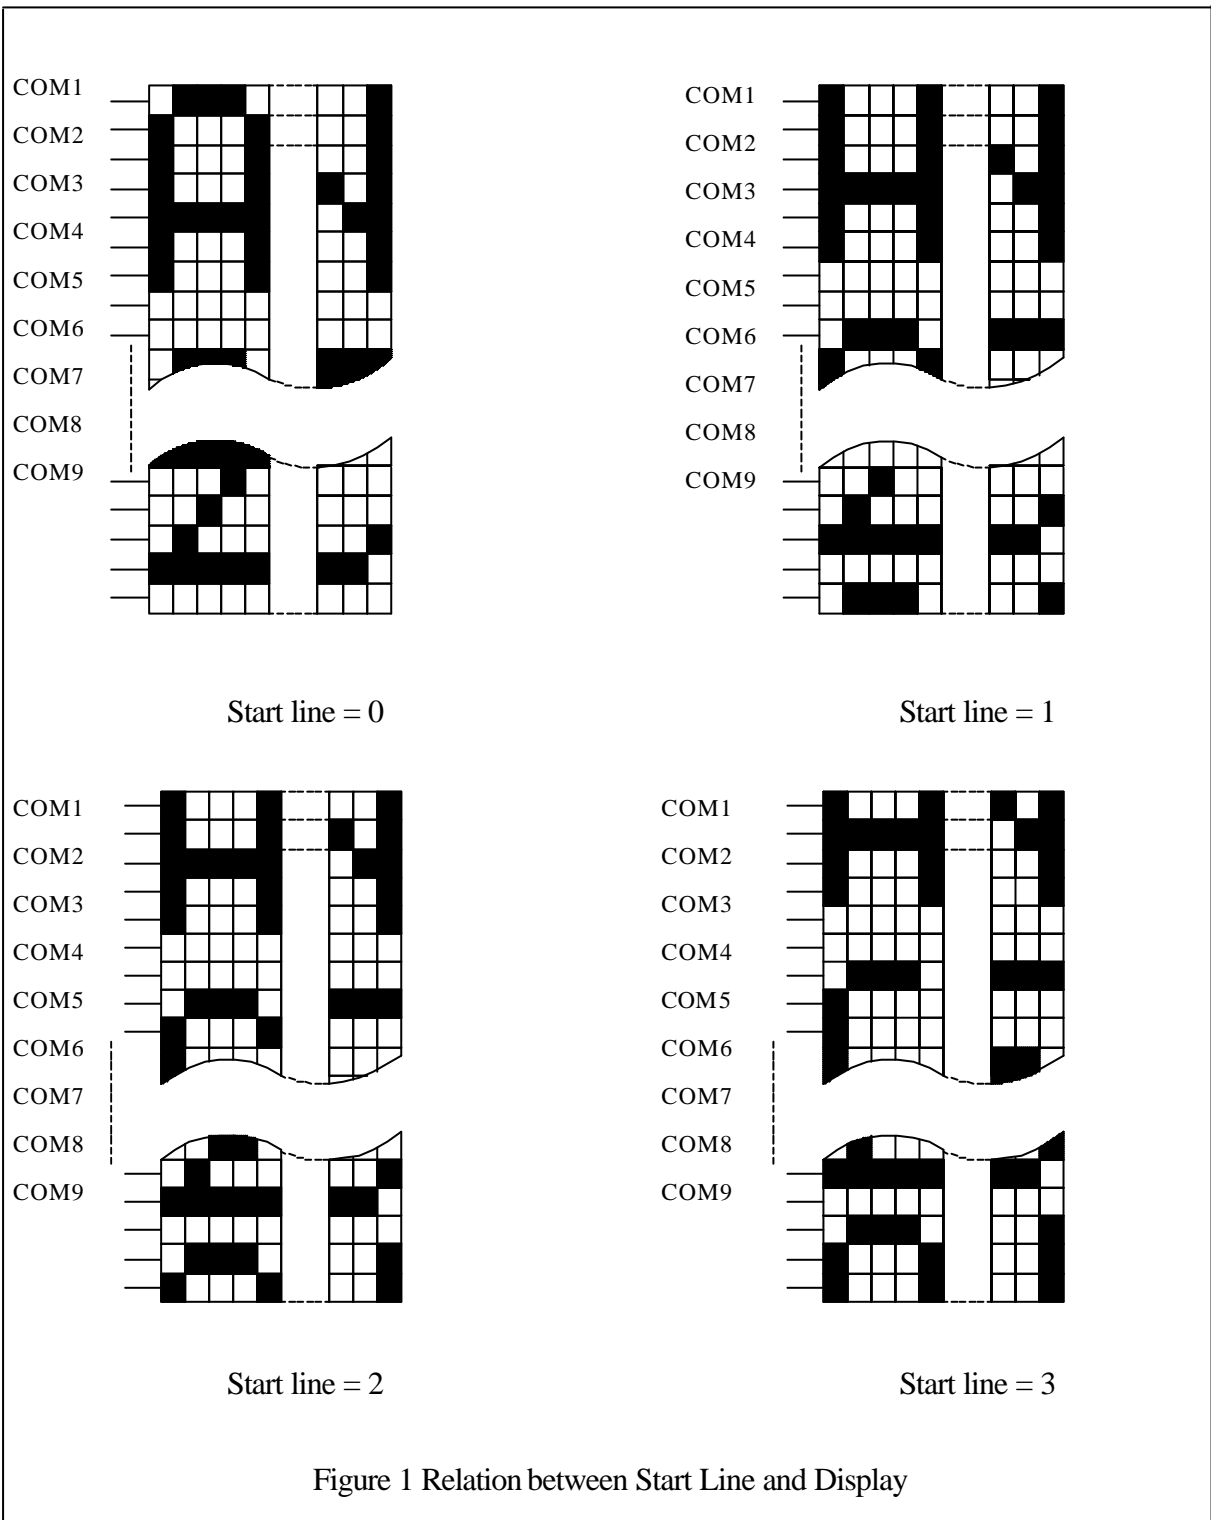 COM1
COM2
COM3
COM4
COM5
COM6
COM7
COM8
COM9
Start line = 0
COM1
COM2
COM3
COM4
COM5
COM6
COM7
COM8
COM9
Start line = 1
COM1
COM2
COM3
COM4
COM5
COM6
COM7
COM8
COM9
Start line = 2
COM1
COM2
COM3
COM4
COM5
COM6
COM7
COM8
COM9
Start line = 3
Figure 1 Relation between Start Line and Display